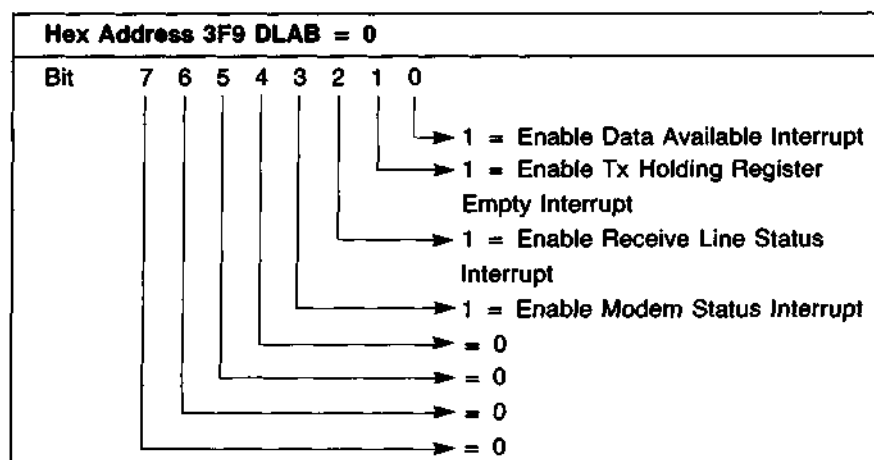 Hex Address 3F9 DLAB = 0
Bit 7 6 5 4 3 2 1 0
1 = Enable Data Available Interrupt
1 = Enable Tx Holding Register
Empty Interrupt
1 = Enable Receive Line Status
Interrupt
1 = Enable Modem Status Interrupt
= 0
= 0
= 0
= 0